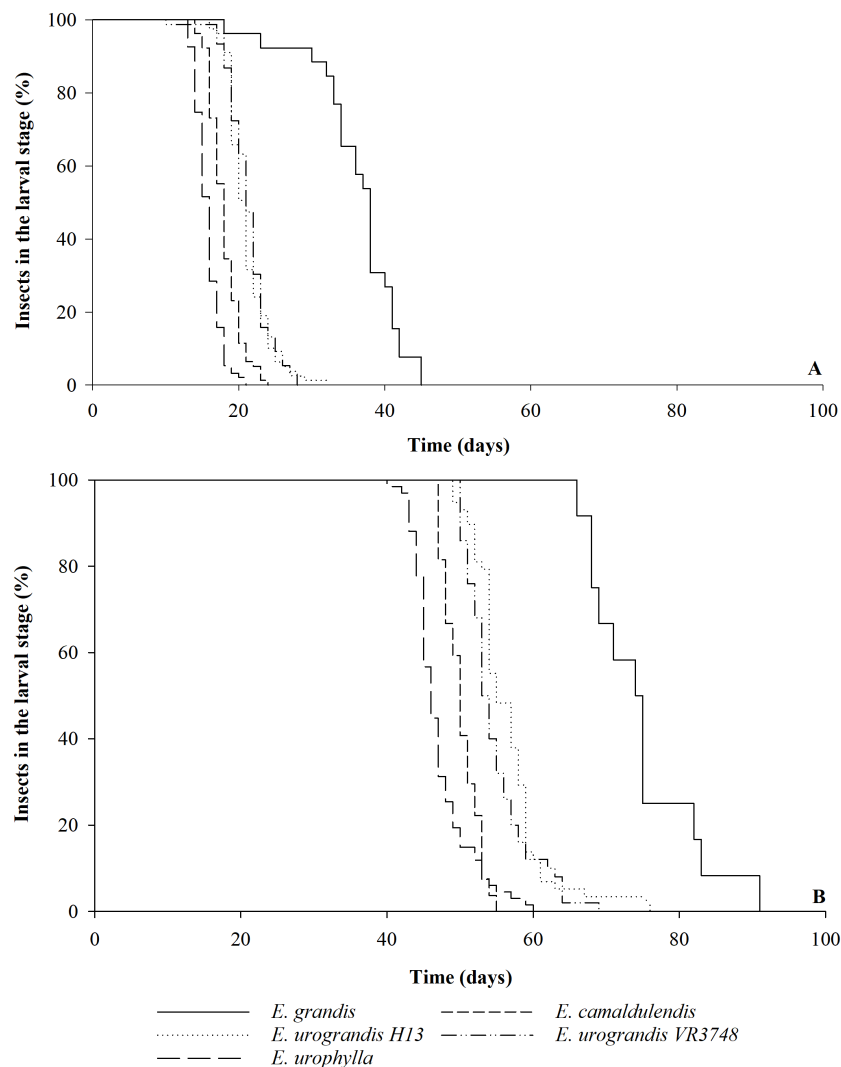 100
80
60
40
20
0
Insects in the larval stage (%)
A
0 20 40 60 80 100
Time (days)
100
80
60
40
20
0
Insects in the larval stage (%)
B
0 20 40 60 80 100
Time (days)
E. grandis E. camaldulendis
E. urograndis H13 E. urograndis VR3748
E. urophylla